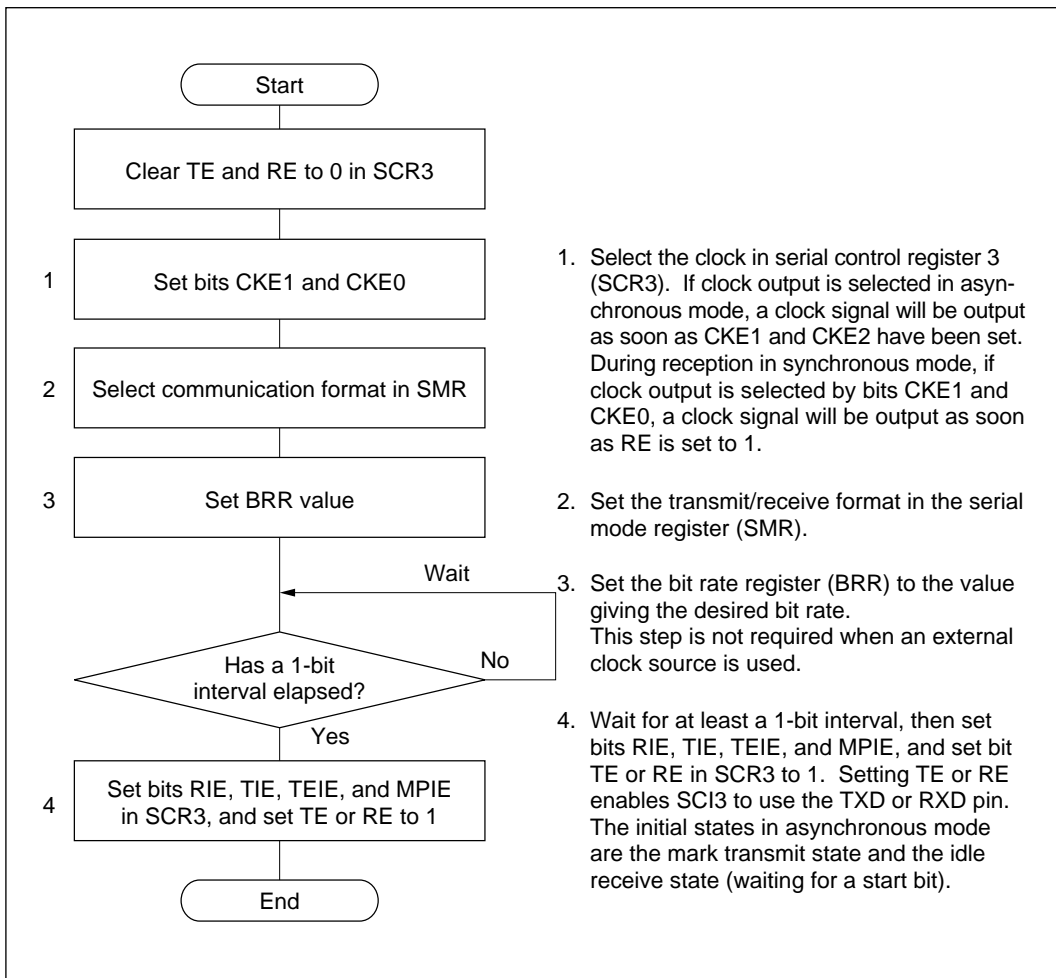 Start
Clear TE and RE to 0 in SCR3
1
Set bits CKE1 and CKE0
2
Select communication format in SMR
3
Set BRR value
Wait
Has a 1-bit
interval elapsed?
No
Yes
4
Set bits RIE, TIE, TEIE, and MPIE
in SCR3, and set TE or RE to 1
End
1. Select the clock in serial control register 3
(SCR3). If clock output is selected in asyn-
chronous mode, a clock signal will be output
as soon as CKE1 and CKE2 have been set.
During reception in synchronous mode, if
clock output is selected by bits CKE1 and
CKE0, a clock signal will be output as soon
as RE is set to 1.
2. Set the transmit/receive format in the serial
mode register (SMR).
3. Set the bit rate register (BRR) to the value
giving the desired bit rate.
This step is not required when an external
clock source is used.
4. Wait for at least a 1-bit interval, then set
bits RIE, TIE, TEIE, and MPIE, and set bit
TE or RE in SCR3 to 1. Setting TE or RE
enables SCI3 to use the TXD or RXD pin.
The initial states in asynchronous mode
are the mark transmit state and the idle
receive state (waiting for a start bit).